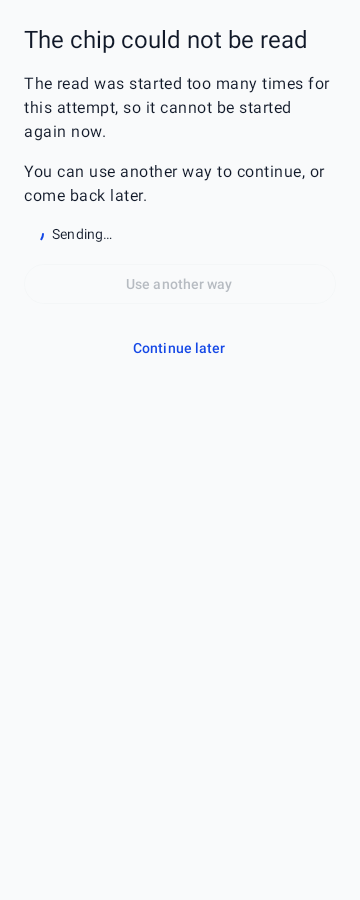 The chip could not be read
The read was started too many times for
this attempt, so it cannot be started
again now.
You can use another way to continue, or
come back later.
Sending…
Use another way
Continue later